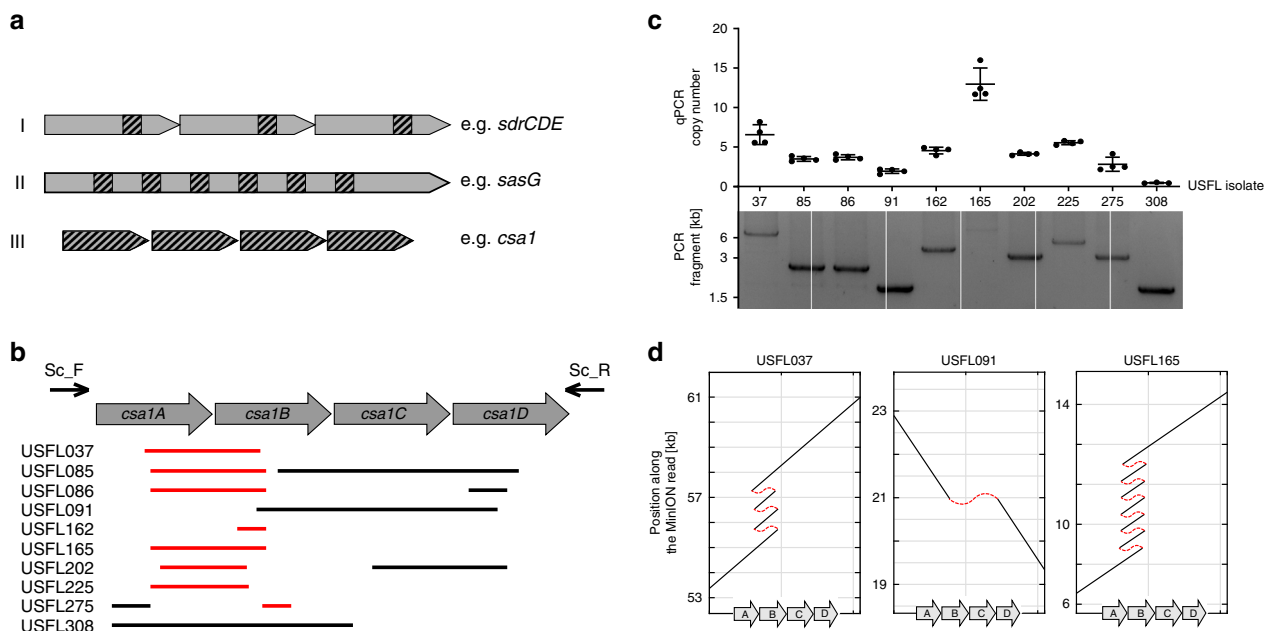 a
I
e.g. sdrCDE
II
e.g. sasG
III
e.g. csa1
b
Sc_F
Sc_R
csa1A
csa1B
csa1C
csa1D
USFL037
USFL085
USFL086
USFL091
USFL162
USFL165
USFL202
USFL225
USFL275
USFL308
c
qPCR
copy number
20
15
10
5
0
USFL isolate
37
85
86
91
162
165
202
225
275
308
PCR
fragment [kb]
6
3
1.5
d
USFL037
USFL091
USFL165
Position along
the MinION read [kb]
61
57
53
A
B
C
D
23
21
19
A
B
C
D
14
10
8
6
A
B
C
D